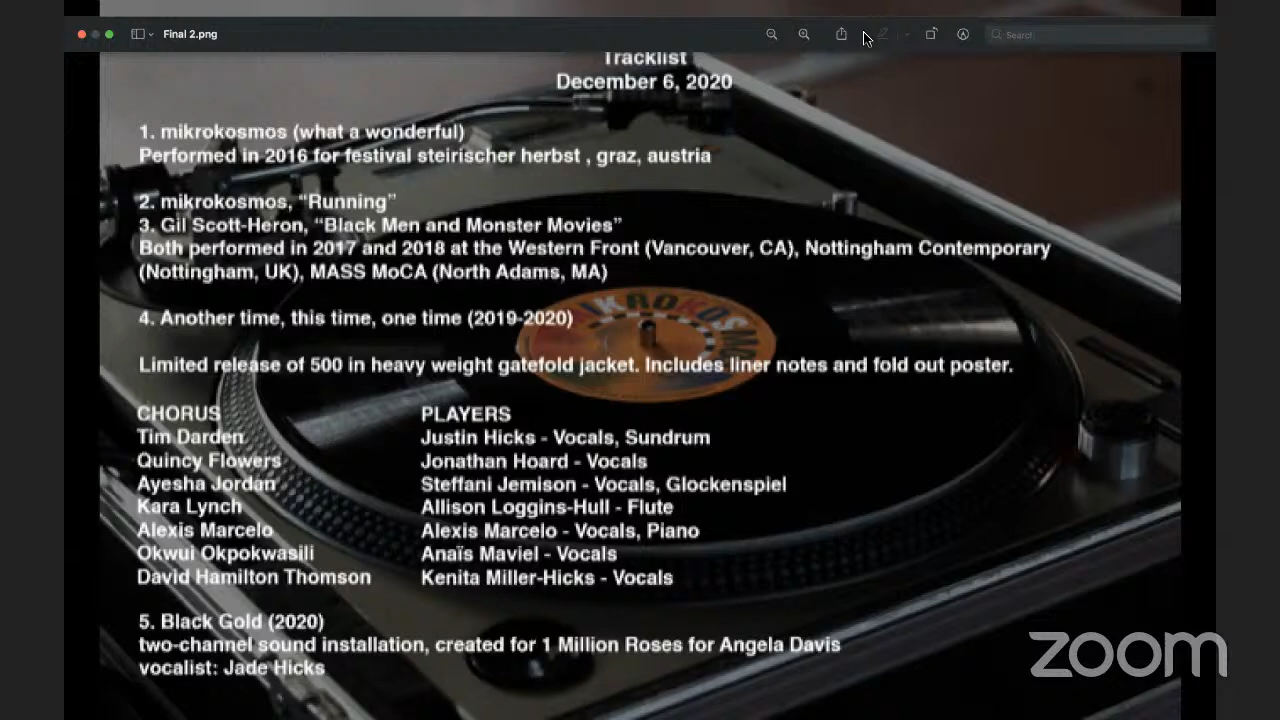 Final 2.png
Search
Tracklist
December 6, 2020
1. mikrokosmos (what a wonderful)
Performed in 2016 for festival steirischer herbst , graz, austria
2. mikrokosmos, “Running”
3. Gil Scott-Heron, “Black Men and Monster Movies”
Both performed in 2017 and 2018 at the Western Front (Vancouver, CA), Nottingham Contemporary
(Nottingham, UK), MASS MoCA (North Adams, MA)
4. Another time, this time, one time (2019-2020)
MIKROKOSMOS
Limited release of 500 in heavy weight gatefold jacket. Includes liner notes and fold out poster.
CHORUS
Tim Darden
Quincy Flowers
Ayesha Jordan
Kara Lynch
Alexis Marcelo
Okwui Okpokwasili
David Hamilton Thomson
PLAYERS
Justin Hicks - Vocals, Sundrum
Jonathan Hoard - Vocals
Steffani Jemison - Vocals, Glockenspiel
Allison Loggins-Hull - Flute
Alexis Marcelo - Vocals, Piano
Anaïs Maviel - Vocals
Kenita Miller-Hicks - Vocals
5. Black Gold (2020)
two-channel sound installation, created for 1 Million Roses for Angela Davis
vocalist: Jade Hicks
zoom